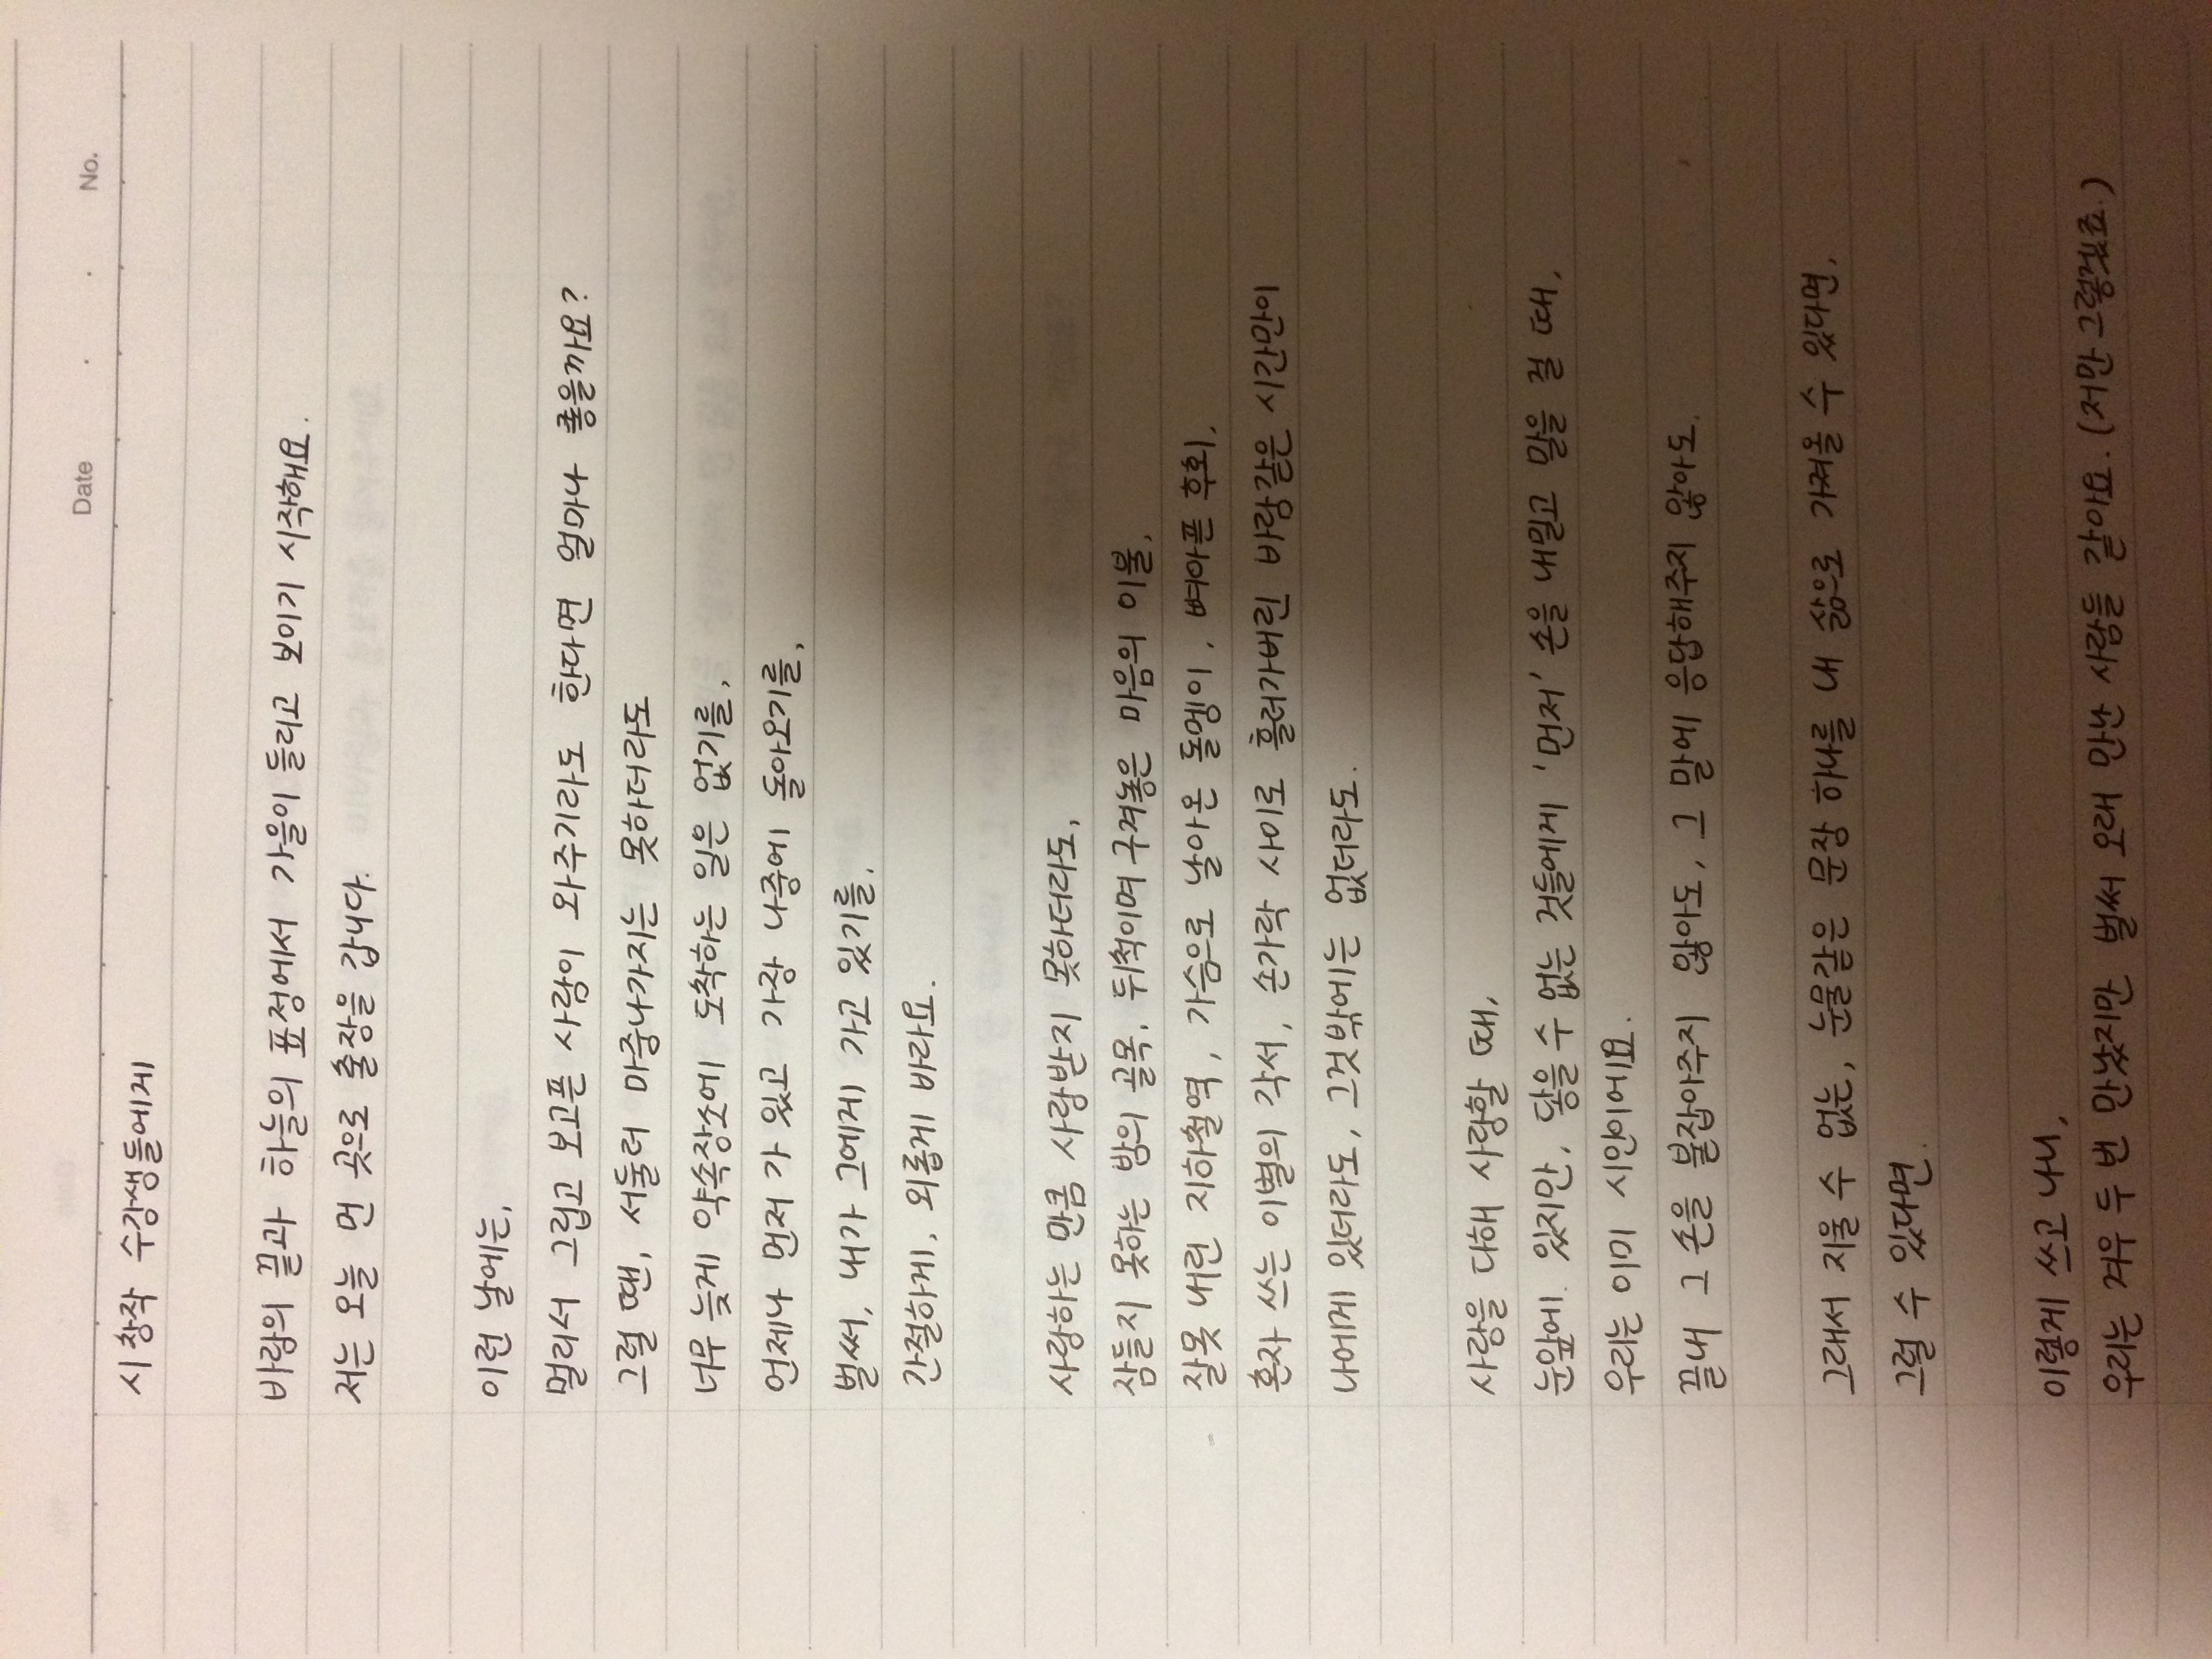 Date . . No.
시 창작 수강생들에게
바람의 끝과 하늘의 표정에서 가을이 들리고 보이기 시작해요.
저는 오늘 먼 곳으로 출장을 갑니다.
이런 날에는,
멀리서 그립고 보고픈 사람이 와주기라도 한다면 얼마나 좋을까요?
그럴 땐, 서둘러 마중나가지는 못하더라도
너무 늦게 약속장소에 도착하는 일은 없기를,
언제나 먼저 가 있고 가장 나중에 돌아오기를,
벌써, 내가 그에게 가고 있기를,
간절하게, 외롭게 바라요.
사랑하는 만큼 사랑받지 못하더라도,
잠들지 못하는 밤의 골목, 뒤척이며 구겨놓은 마음의 이불,
잘못 내린 지하철역, 가슴으로 날아온 돌멩이, 뼈아픈 후회,
혼자 쓰는 이별의 각서, 손가락 사이로 흘러가버린 바람같은 시간만이
나에게 있더라도, 그것밖에는 없더라도.
사랑을 다해 사랑할 때,
눈앞에 있지만, 닿을 수 없는 것들에게 '먼저' 손을 내밀고 말을 걸 때,
우리는 이미 시인이에요.
끝내 그 손을 붙잡아주지 않아도, 그 말에 응답해주지 않아도.
그래서 지울 수 없는, 눈물같은 문장 하나를 내 삶으로 가져올 수 있다면,
그럴 수 있다면.
이렇게 쓰고 나니,
우리는 겨우 두 번 만났지만 벌써 오래 만난 사람들 같아요. (저만 그렇겠죠.)